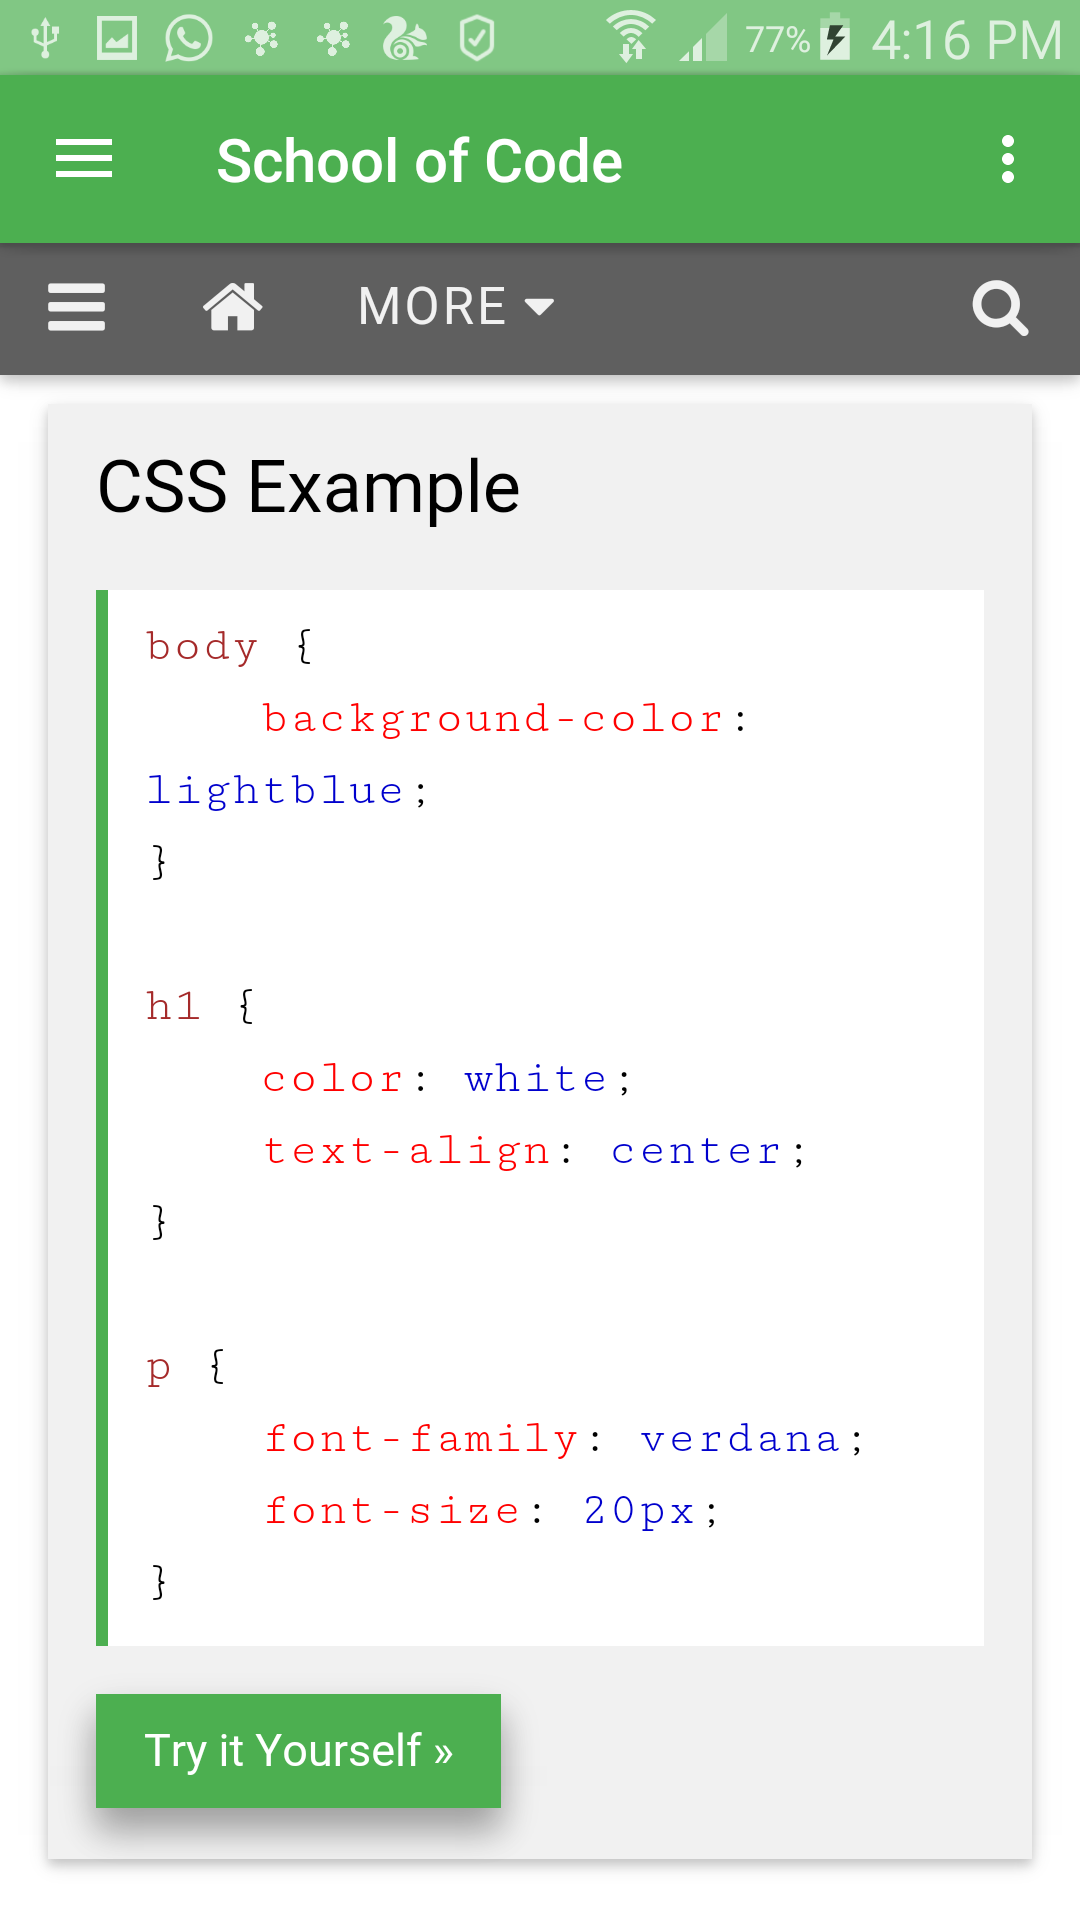 77% 4:16 PM
School of Code
MORE
CSS Example
body {
    background-color:
lightblue;
}

h1 {
    color: white;
    text-align: center;
}

p {
    font-family: verdana;
    font-size: 20px;
}
Try it Yourself »